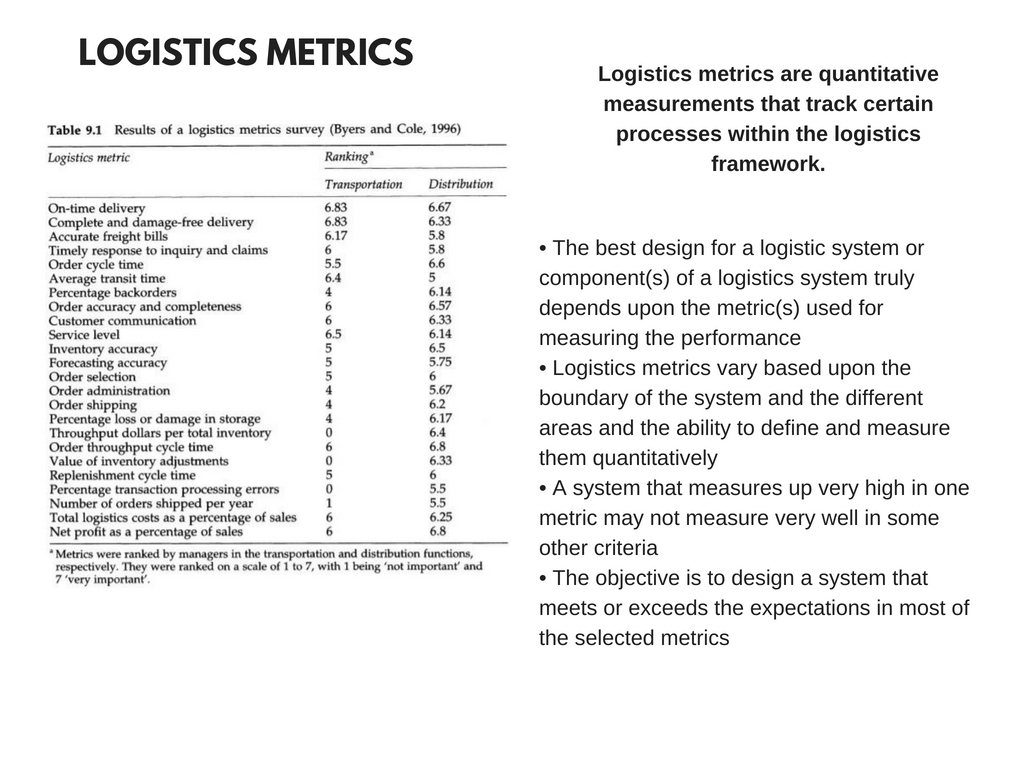 LOGISTICS METRICS
Table 9.1 Results of a logistics metrics survey (Byers and Cole, 1996)
Logistics metric Ranking a
Transportation Distribution
On-time delivery 6.83 6.67
Complete and damage-free delivery 6.83 6.33
Accurate freight bills 6.17 5.8
Timely response to inquiry and claims 6 5.8
Order cycle time 5.5 6.6
Average transit time 6.4 5
Percentage backorders 4 6.14
Order accuracy and completeness 6 6.57
Customer communication 6 6.33
Service level 6.5 6.14
Inventory accuracy 5 6.5
Forecasting accuracy 5 5.75
Order selection 5 6
Order administration 4 5.67
Order shipping 4 6.2
Percentage loss or damage in storage 4 6.17
Throughput dollars per total inventory 0 6.4
Order throughput cycle time 6 6.8
Value of inventory adjustments 0 6.33
Replenishment cycle time 5 6
Percentage transaction processing errors 0 5.5
Number of orders shipped per year 1 5.5
Total logistics costs as a percentage of sales 6 6.25
Net profit as a percentage of sales 6 6.8
a Metrics were ranked by managers in the transportation and distribution functions,
respectively. They were ranked on a scale of 1 to 7, with 1 being 'not important' and
7 'very important'.
Logistics metrics are quantitative
measurements that track certain
processes within the logistics
framework.
• The best design for a logistic system or
component(s) of a logistics system truly
depends upon the metric(s) used for
measuring the performance
• Logistics metrics vary based upon the
boundary of the system and the different
areas and the ability to define and measure
them quantitatively
• A system that measures up very high in one
metric may not measure very well in some
other criteria
• The objective is to design a system that
meets or exceeds the expectations in most of
the selected metrics